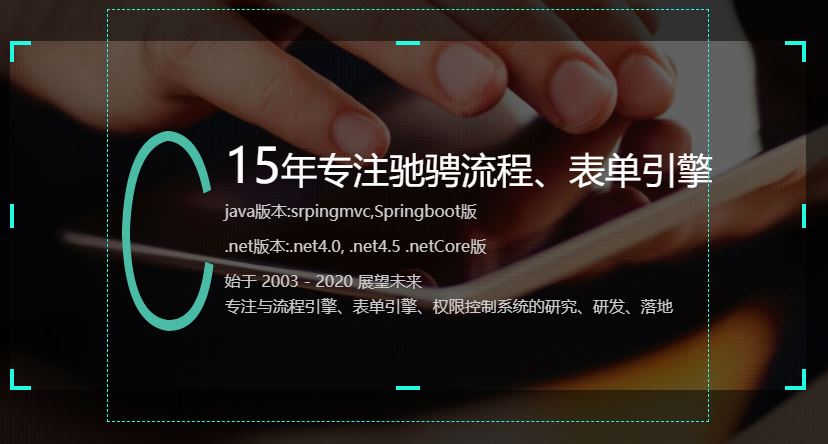 15年专注驰骋流程、表单引擎
java版本:srpingmvc,Springboot版
.net版本:.net4.0, .net4.5 .netCore版
始于 2003 - 2020 展望未来
专注与流程引擎、表单引擎、权限控制系统的研究、研发、落地